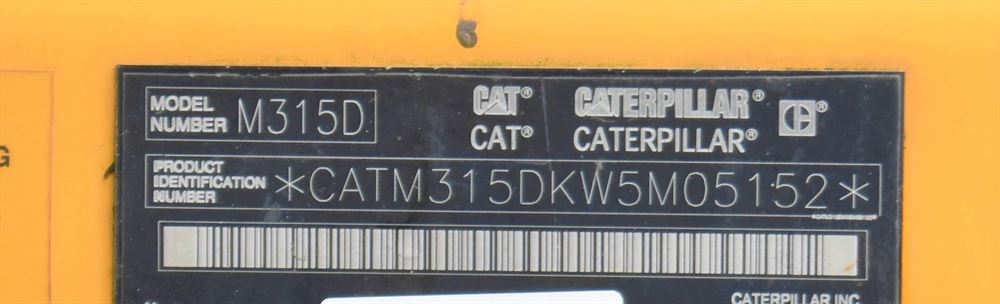 G
MODEL NUMBER M315D
CAT® CATERPILLAR® C®
CAT® CATERPILLAR®
PRODUCT IDENTIFICATION NUMBER *CATM315DKW5M05152*
CATERPILLAR INC